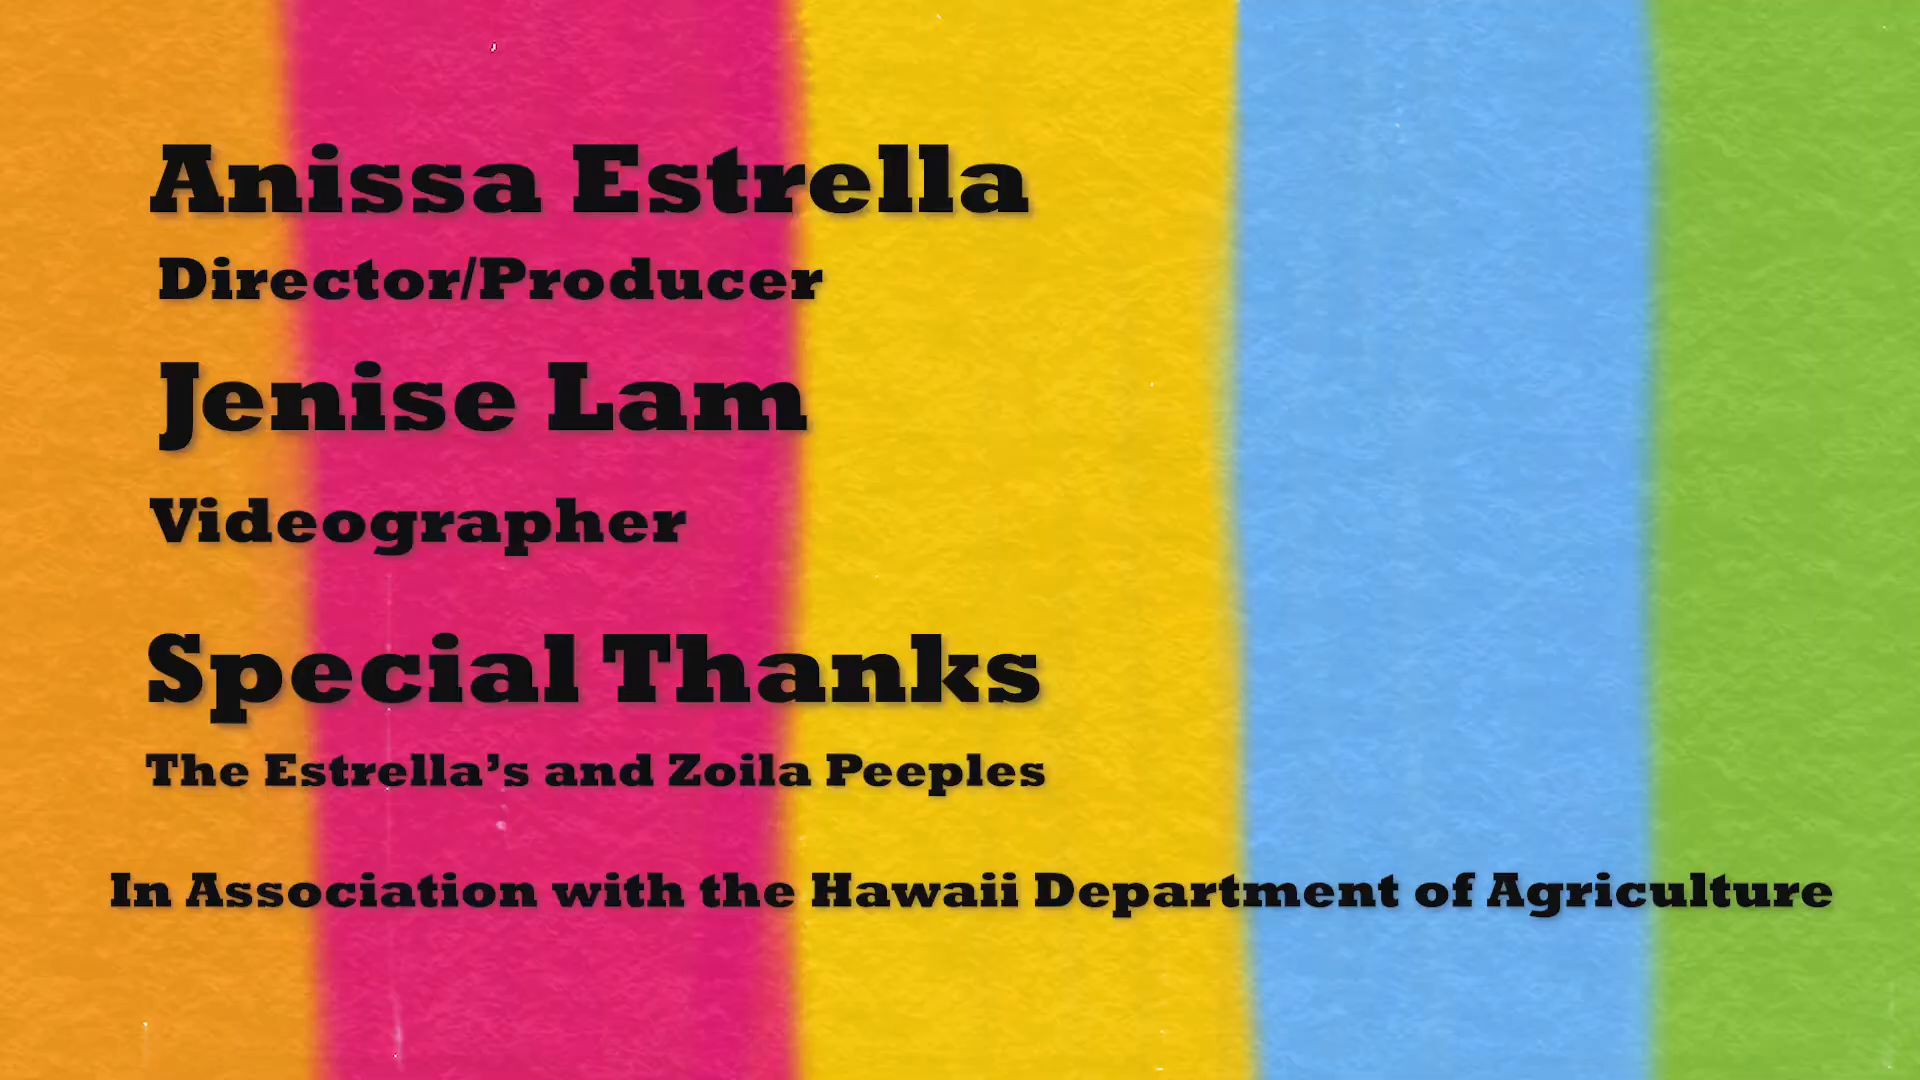 Anissa Estrella
Director/Producer
Jenise Lam
Videographer
Special Thanks
The Estrella’s and Zoila Peeples
In Association with the Hawaii Department of Agriculture